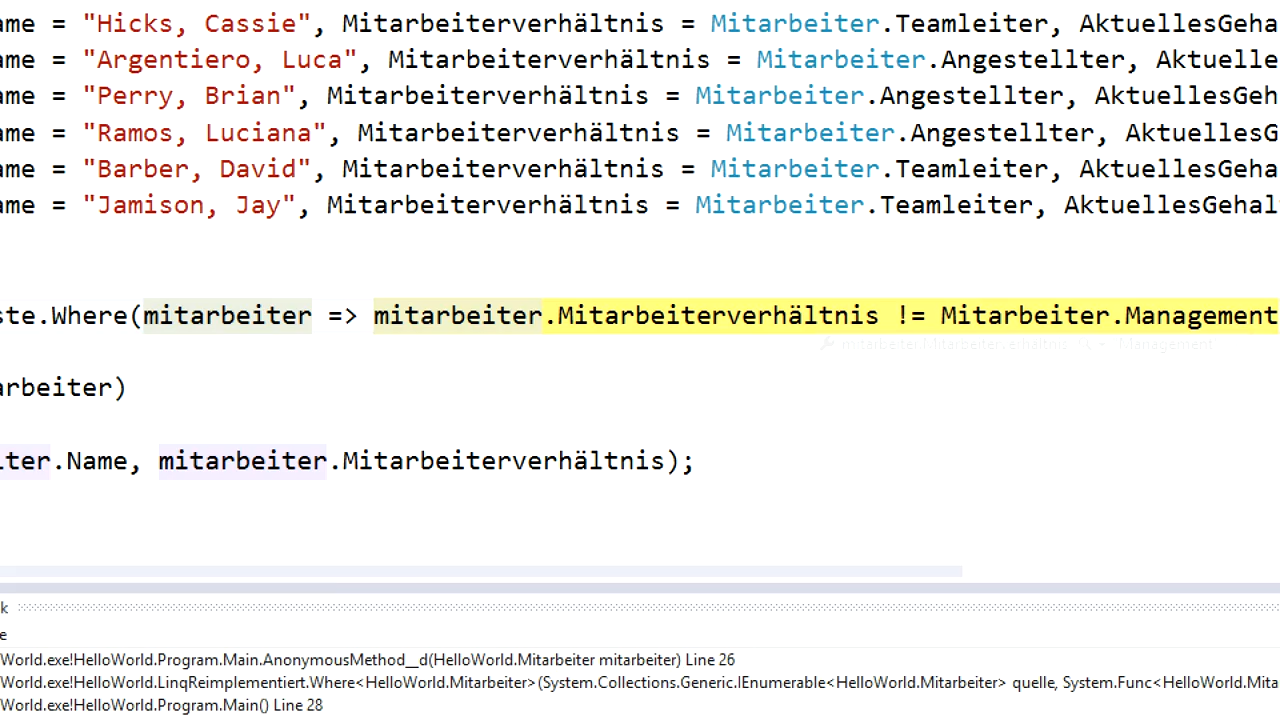 ame = "Hicks, Cassie", Mitarbeiterverhältnis = Mitarbeiter.Teamleiter, AktuellesGeha
ame = "Argentiero, Luca", Mitarbeiterverhältnis = Mitarbeiter.Angestellter, Aktuelle
ame = "Perry, Brian", Mitarbeiterverhältnis = Mitarbeiter.Angestellter, AktuellesGeh
ame = "Ramos, Luciana", Mitarbeiterverhältnis = Mitarbeiter.Angestellter, AktuellesG
ame = "Barber, David", Mitarbeiterverhältnis = Mitarbeiter.Teamleiter, AktuellesGeha
ame = "Jamison, Jay", Mitarbeiterverhältnis = Mitarbeiter.Teamleiter, AktuellesGehal
ste.Where(mitarbeiter => mitarbeiter.Mitarbeiterverhältnis != Mitarbeiter.Management
arbeiter)
iter.Name, mitarbeiter.Mitarbeiterverhältnis);
k
e
World.exe!HelloWorld.Program.Main.AnonymousMethod__d(HelloWorld.Mitarbeiter mitarbeiter) Line 26
World.exe!HelloWorld.LinqReimplementiert.Where<HelloWorld.Mitarbeiter>(System.Collections.Generic.IEnumerable<HelloWorld.Mitarbeiter> quelle, System.Func<HelloWorld.Mita
World.exe!HelloWorld.Program.Main() Line 28